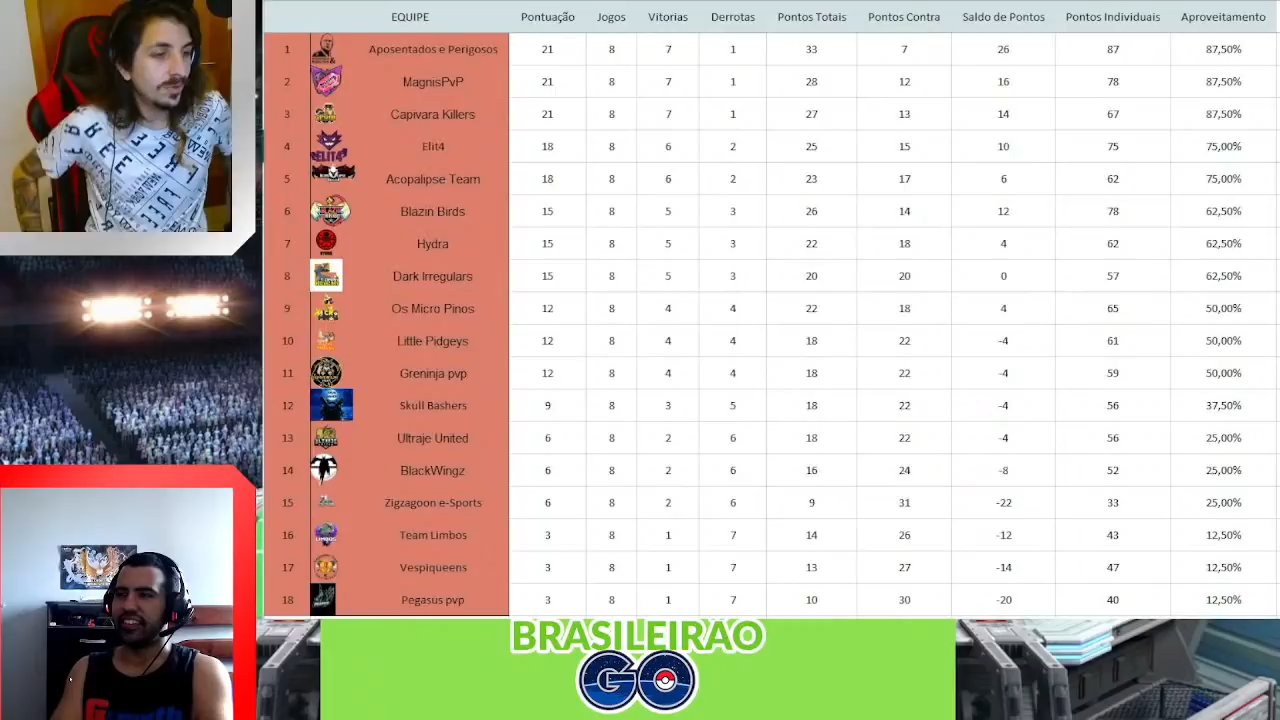 EQUIPE Pontuação Jogos Vitorias Derrotas Pontos Totais Pontos Contra Saldo de Pontos Pontos Individuais Aproveitamento
1 Aposentados e Perigosos 21 8 7 1 33 7 26 87 87,50%
2 MagnisPvP 21 8 7 1 28 12 16 78 87,50%
3 Capivara Killers 21 8 7 1 27 13 14 67 87,50%
4 ELIT4 Elit4 18 8 6 2 25 15 10 75 75,00%
5 Acopalipse Team 18 8 6 2 23 17 6 68 75,00%
6 Blazin Birds 15 8 5 3 26 14 12 78 62,50%
7 Hydra 15 8 5 3 22 18 4 62 62,50%
8 Dark Irregulars 15 8 5 3 20 20 0 57 62,50%
9 Os Micro Pinos 12 8 4 4 22 18 4 65 50,00%
10 Little Pidgeys 12 8 4 4 18 22 -4 61 50,00%
11 Greninja pvp 12 8 4 4 18 22 -4 59 50,00%
12 Skull Bashers 9 8 3 5 18 22 -4 56 37,50%
13 Ultraje United 6 8 2 6 18 22 -4 56 25,00%
14 BlackWingz 6 8 2 6 16 24 -8 52 25,00%
15 Zigzagoon e-Sports 6 8 2 6 9 31 -22 33 25,00%
16 Team Limbos 3 8 1 7 14 26 -12 43 12,50%
17 Vespiqueens 3 8 1 7 13 27 -14 47 12,50%
18 Pegasus pvp 3 8 1 7 10 30 -20 36 12,50%
BRASILEIRAO
GO